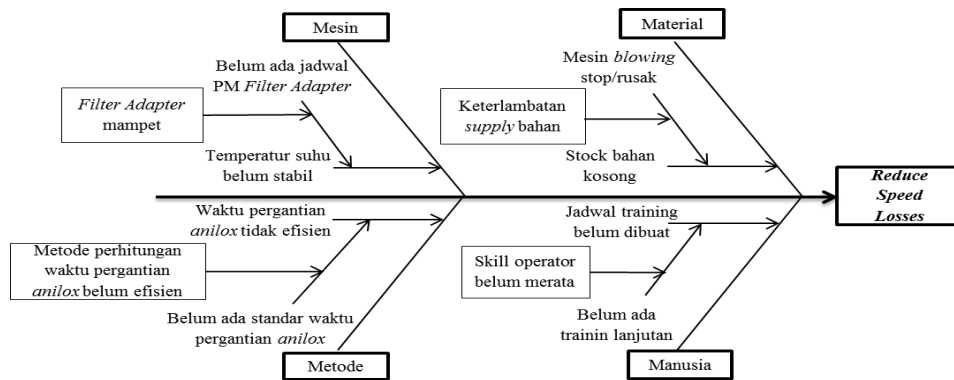 Mesin
Material
Belum ada jadwal
PM Filter Adapter
Mesin blowing
stop/rusak
Filter Adapter
mampet
Keterlambatan
supply bahan
Temperatur suhu
belum stabil
Stock bahan
kosong
Reduce
Speed
Losses
Waktu pergantian
anilox tidak efisien
Jadwal training
belum dibuat
Metode perhitungan
waktu pergantian
anilox belum efisien
Skill operator
belum merata
Belum ada standar waktu
pergantian anilox
Belum ada
trainin lanjutan
Metode
Manusia